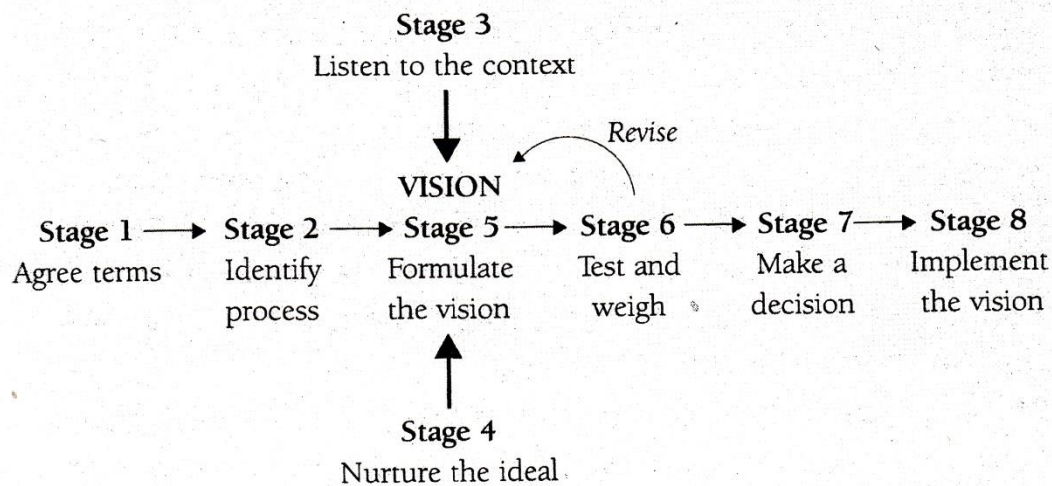 Stage 3
Listen to the context
Revise
VISION
Stage 1 Stage 2 Stage 5 Stage 6 Stage 7 Stage 8
Agree terms Identify Formulate Test and Make a Implement
process the vision weigh decision the vision
Stage 4
Nurture the ideal